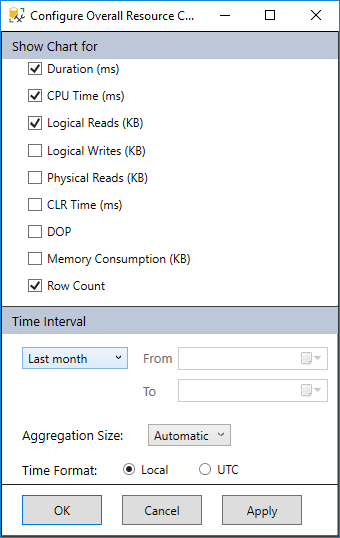 Configure Overall Resource C...
Show Chart for
Duration (ms)
CPU Time (ms)
Logical Reads (KB)
Logical Writes (KB)
Physical Reads (KB)
CLR Time (ms)
DOP
Memory Consumption (KB)
Row Count
Time Interval
Last month From
To
Aggregation Size: Automatic
Time Format: Local UTC
OK Cancel Apply